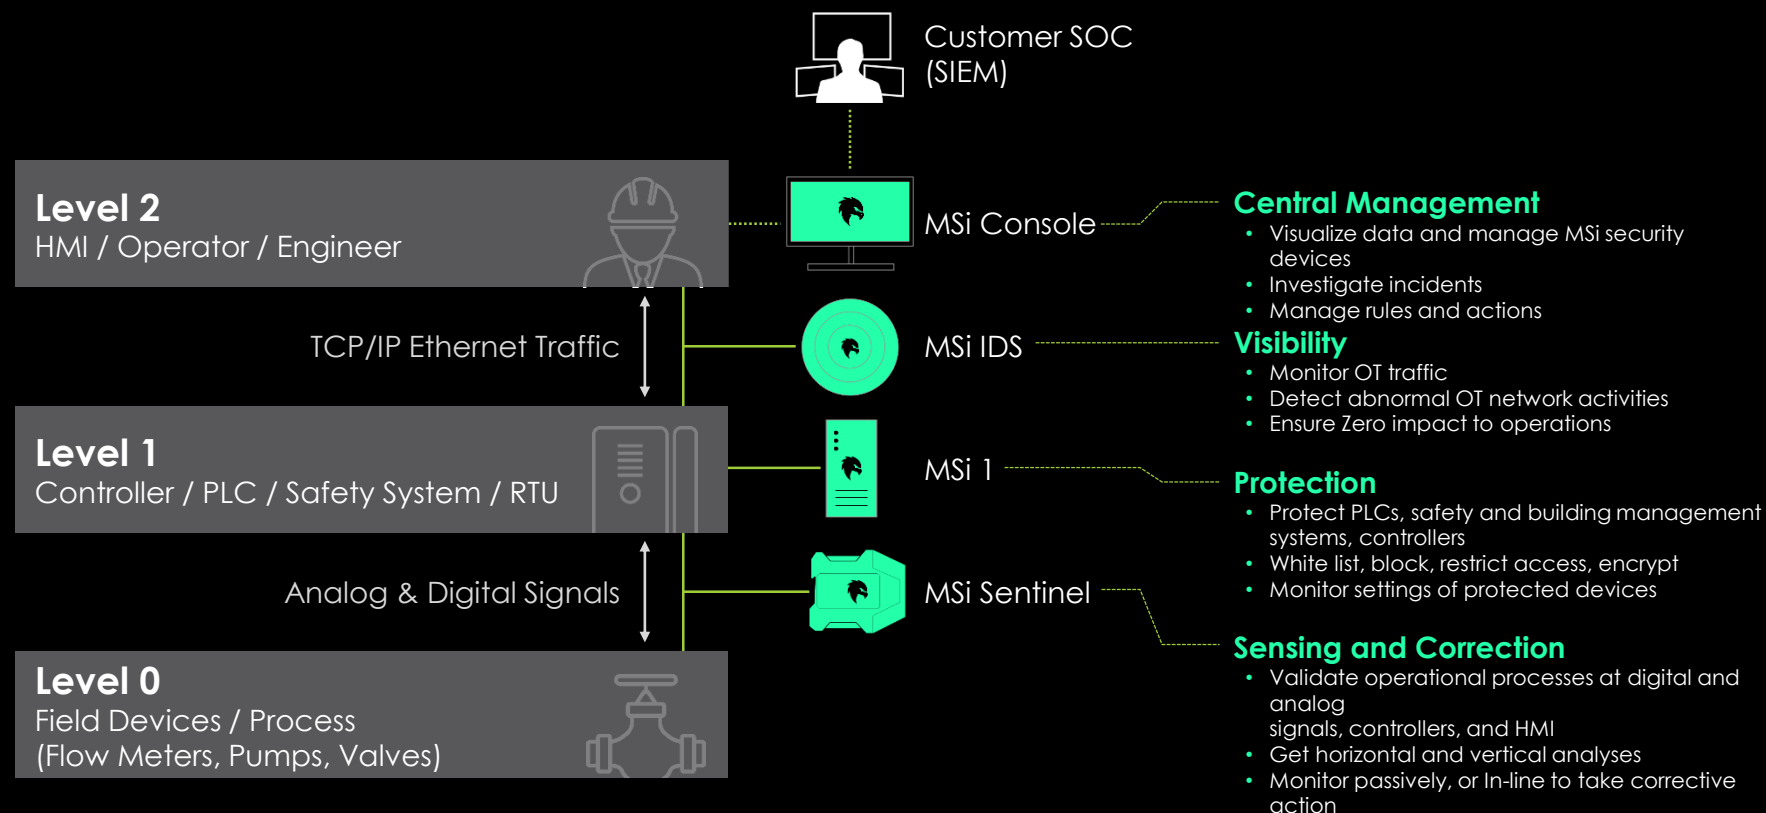 Customer SOC
(SIEM)
Level 2
HMI / Operator / Engineer
MSi Console
Central Management
• Visualize data and manage MSi security
devices
• Investigate incidents
• Manage rules and actions
TCP/IP Ethernet Traffic
MSi IDS
Visibility
• Monitor OT traffic
• Detect abnormal OT network activities
• Ensure Zero impact to operations
Level 1
Controller / PLC / Safety System / RTU
MSi 1
Protection
• Protect PLCs, safety and building management
systems, controllers
• White list, block, restrict access, encrypt
• Monitor settings of protected devices
Analog & Digital Signals
MSi Sentinel
Sensing and Correction
• Validate operational processes at digital and
analog
signals, controllers, and HMI
• Get horizontal and vertical analyses
• Monitor passively, or In-line to take corrective
action
Level 0
Field Devices / Process
(Flow Meters, Pumps, Valves)